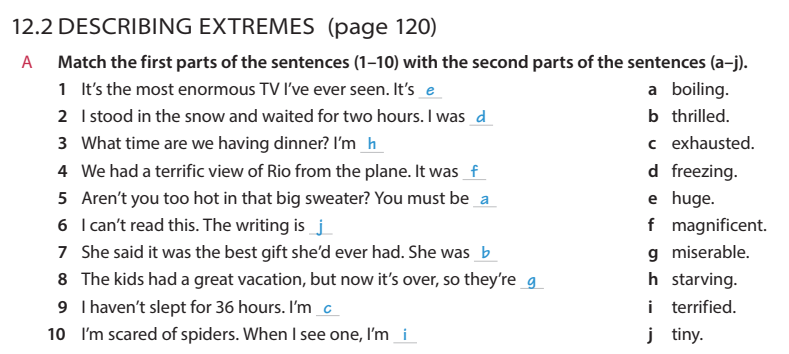 12.2 DESCRIBING EXTREMES (page 120)
A Match the first parts of the sentences (1–10) with the second parts of the sentences (a–j).
1 It's the most enormous TV I've ever seen. It's e a boiling.
2 I stood in the snow and waited for two hours. I was d b thrilled.
3 What time are we having dinner? I'm h c exhausted.
4 We had a terrific view of Rio from the plane. It was f d freezing.
5 Aren't you too hot in that big sweater? You must be a e huge.
6 I can't read this. The writing is j f magnificent.
7 She said it was the best gift she'd ever had. She was b g miserable.
8 The kids had a great vacation, but now it's over, so they're g h starving.
9 I haven't slept for 36 hours. I'm c i terrified.
10 I'm scared of spiders. When I see one, I'm i j tiny.